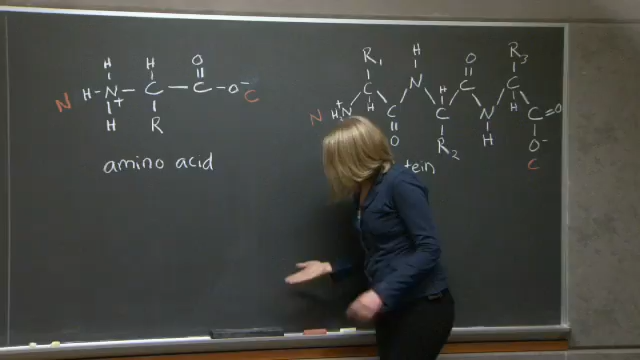 H H O
N H-N+-C-C-O- C
H R
amino acid
R1 H O R3
N H3N+ C H C O N C H R2 C N H C H C=O O- C
tein